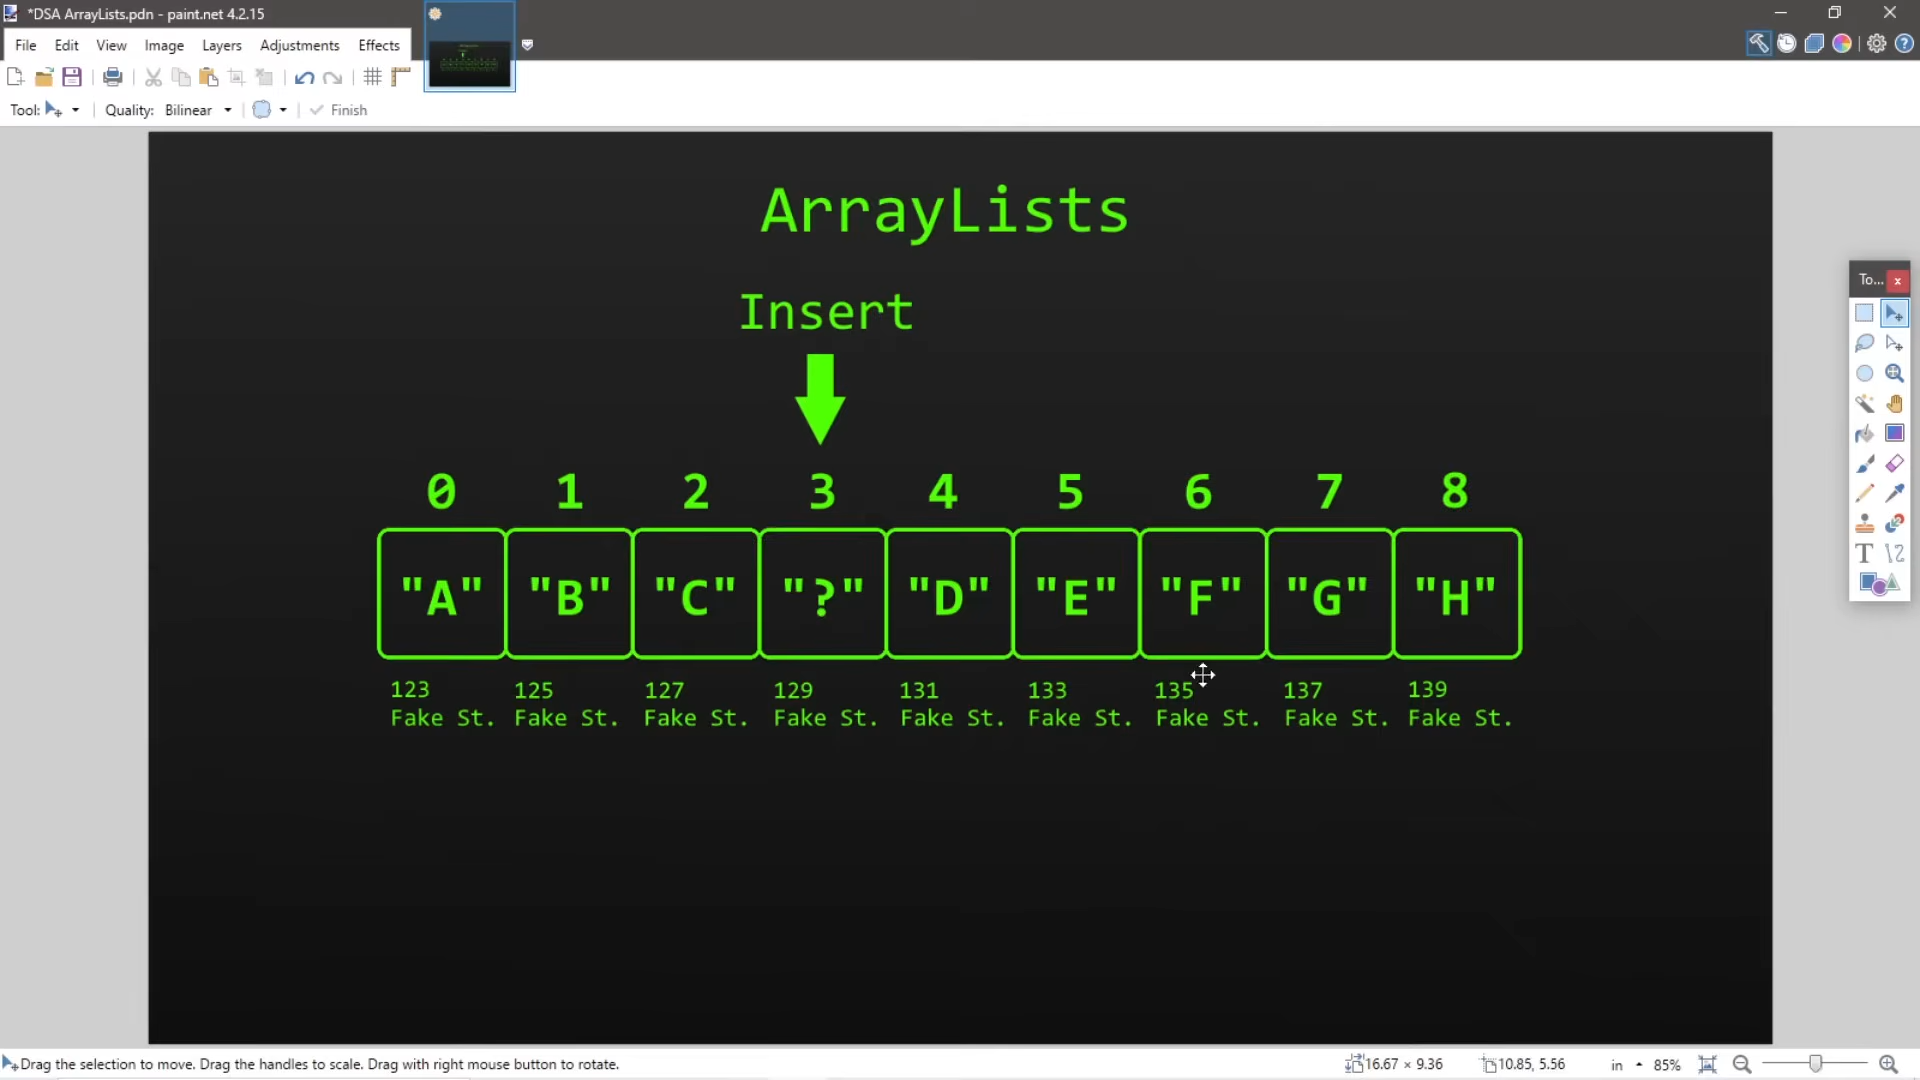 *DSA ArrayLists.pdn - paint.net 4.2.15
File Edit View Image Layers Adjustments Effects
Tool: Quality: Bilinear Finish
ArrayLists
Insert
0 1 2 3 4 5 6 7 8
"A" "B" "C" "?" "D" "E" "F" "G" "H"
123 125 127 129 131 133 135 137 139
Fake St. Fake St. Fake St. Fake St. Fake St. Fake St. Fake St. Fake St. Fake St.
To... x
T
Drag the selection to move. Drag the handles to scale. Drag with right mouse button to rotate. 16.67 × 9.36 10.85, 5.56 in 85%